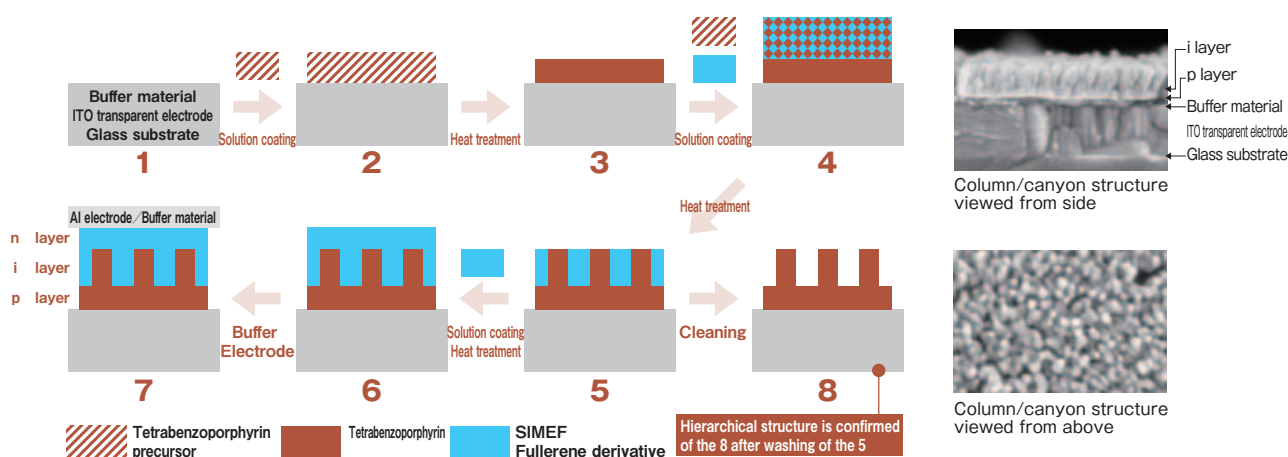 Buffer material
ITO transparent electrode
Glass substrate
1
Solution coating
2
Heat treatment
3
Solution coating
4
i layer
p layer
Buffer material
ITO transparent electrode
Glass substrate
Column/canyon structure
viewed from side
Heat treatment
Al electrode／Buffer material
n layer
i layer
p layer
7
Buffer
Electrode
6
Solution coating
Heat treatment
5
Cleaning
8
Hierarchical structure is confirmed
of the 8 after washing of the 5
Column/canyon structure
viewed from above
Tetrabenzoporphyrin
precursor
Tetrabenzoporphyrin
SIMEF
Fullerene derivative